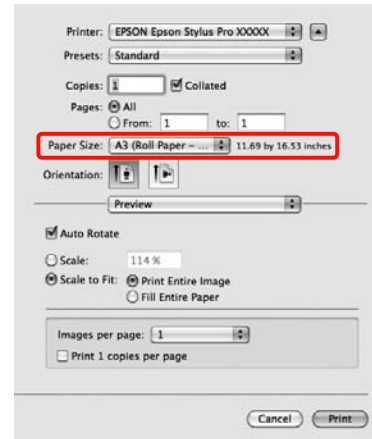 Printer: EPSON Epson Stylus Pro XXXXX
Presets: Standard
Copies: 1 Collated
Pages: All
From: 1 to: 1
Paper Size: A3 (Roll Paper – ... 11.69 by 16.53 inches
Orientation:
Preview
Auto Rotate
Scale: 114 %
Scale to Fit: Print Entire Image
Fill Entire Paper
Images per page: 1
Print 1 copies per page
Cancel Print